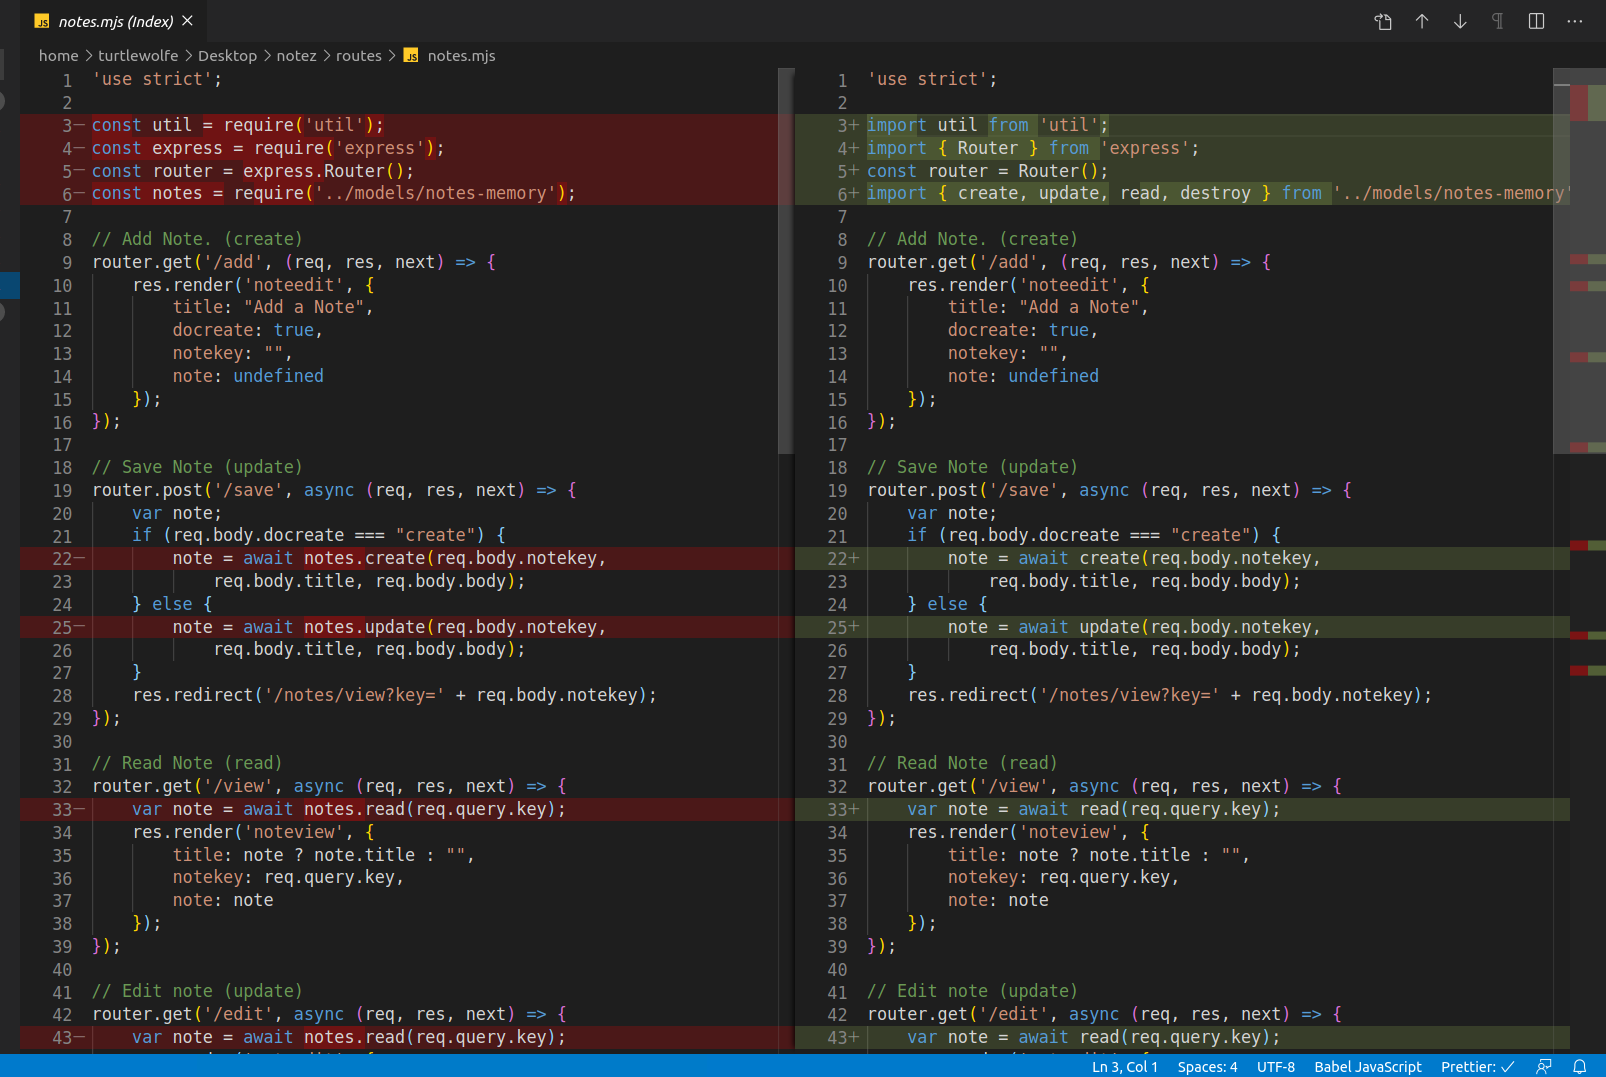 JS notes.mjs (Index)
home > turtlewolfe > Desktop > notez > routes > JS notes.mjs
1 'use strict';
2
3− const util = require('util');
4− const express = require('express');
5− const router = express.Router();
6− const notes = require('../models/notes-memory');
7
8 // Add Note. (create)
9 router.get('/add', (req, res, next) => {
10 res.render('noteedit', {
11 title: "Add a Note",
12 docreate: true,
13 notekey: "",
14 note: undefined
15 });
16 });
17
18 // Save Note (update)
19 router.post('/save', async (req, res, next) => {
20 var note;
21 if (req.body.docreate === "create") {
22− note = await notes.create(req.body.notekey,
23 req.body.title, req.body.body);
24 } else {
25− note = await notes.update(req.body.notekey,
26 req.body.title, req.body.body);
27 }
28 res.redirect('/notes/view?key=' + req.body.notekey);
29 });
30
31 // Read Note (read)
32 router.get('/view', async (req, res, next) => {
33− var note = await notes.read(req.query.key);
34 res.render('noteview', {
35 title: note ? note.title : "",
36 notekey: req.query.key,
37 note: note
38 });
39 });
40
41 // Edit note (update)
42 router.get('/edit', async (req, res, next) => {
43− var note = await notes.read(req.query.key);
1 'use strict';
2
3+ import util from 'util';
4+ import { Router } from 'express';
5+ const router = Router();
6+ import { create, update, read, destroy } from '../models/notes-memory'
7
8 // Add Note. (create)
9 router.get('/add', (req, res, next) => {
10 res.render('noteedit', {
11 title: "Add a Note",
12 docreate: true,
13 notekey: "",
14 note: undefined
15 });
16 });
17
18 // Save Note (update)
19 router.post('/save', async (req, res, next) => {
20 var note;
21 if (req.body.docreate === "create") {
22+ note = await create(req.body.notekey,
23 req.body.title, req.body.body);
24 } else {
25+ note = await update(req.body.notekey,
26 req.body.title, req.body.body);
27 }
28 res.redirect('/notes/view?key=' + req.body.notekey);
29 });
30
31 // Read Note (read)
32 router.get('/view', async (req, res, next) => {
33+ var note = await read(req.query.key);
34 res.render('noteview', {
35 title: note ? note.title : "",
36 notekey: req.query.key,
37 note: note
38 });
39 });
40
41 // Edit note (update)
42 router.get('/edit', async (req, res, next) => {
43+ var note = await read(req.query.key);
Ln 3, Col 1 Spaces: 4 UTF-8 Babel JavaScript Prettier: ✓